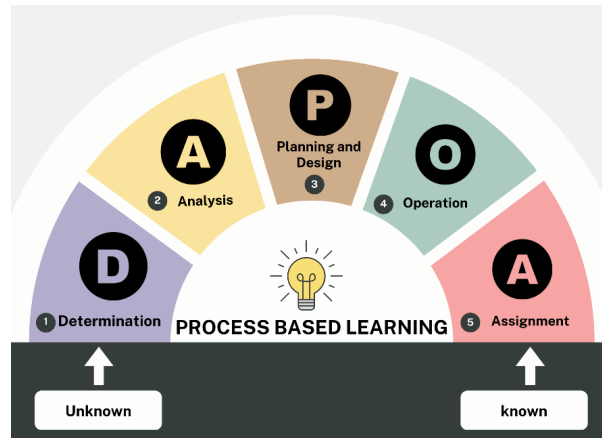 D
1 Determination
A
2 Analysis
P
Planning and
Design
3
O
4 Operation
A
5 Assignment
PROCESS BASED LEARNING
Unknown
known